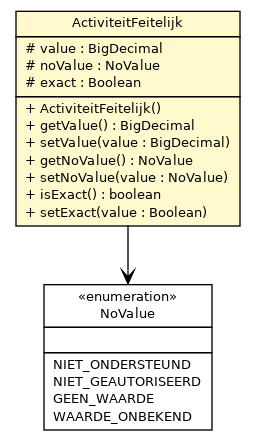 ActiviteitFeitelijk
# value : BigDecimal
# noValue : NoValue
# exact : Boolean
+ ActiviteitFeitelijk()
+ getValue() : BigDecimal
+ setValue(value : BigDecimal)
+ getNoValue() : NoValue
+ setNoValue(value : NoValue)
+ isExact() : boolean
+ setExact(value : Boolean)
«enumeration»
NoValue
NIET_ONDERSTEUND
NIET_GEAUTORISEERD
GEEN_WAARDE
WAARDE_ONBEKEND